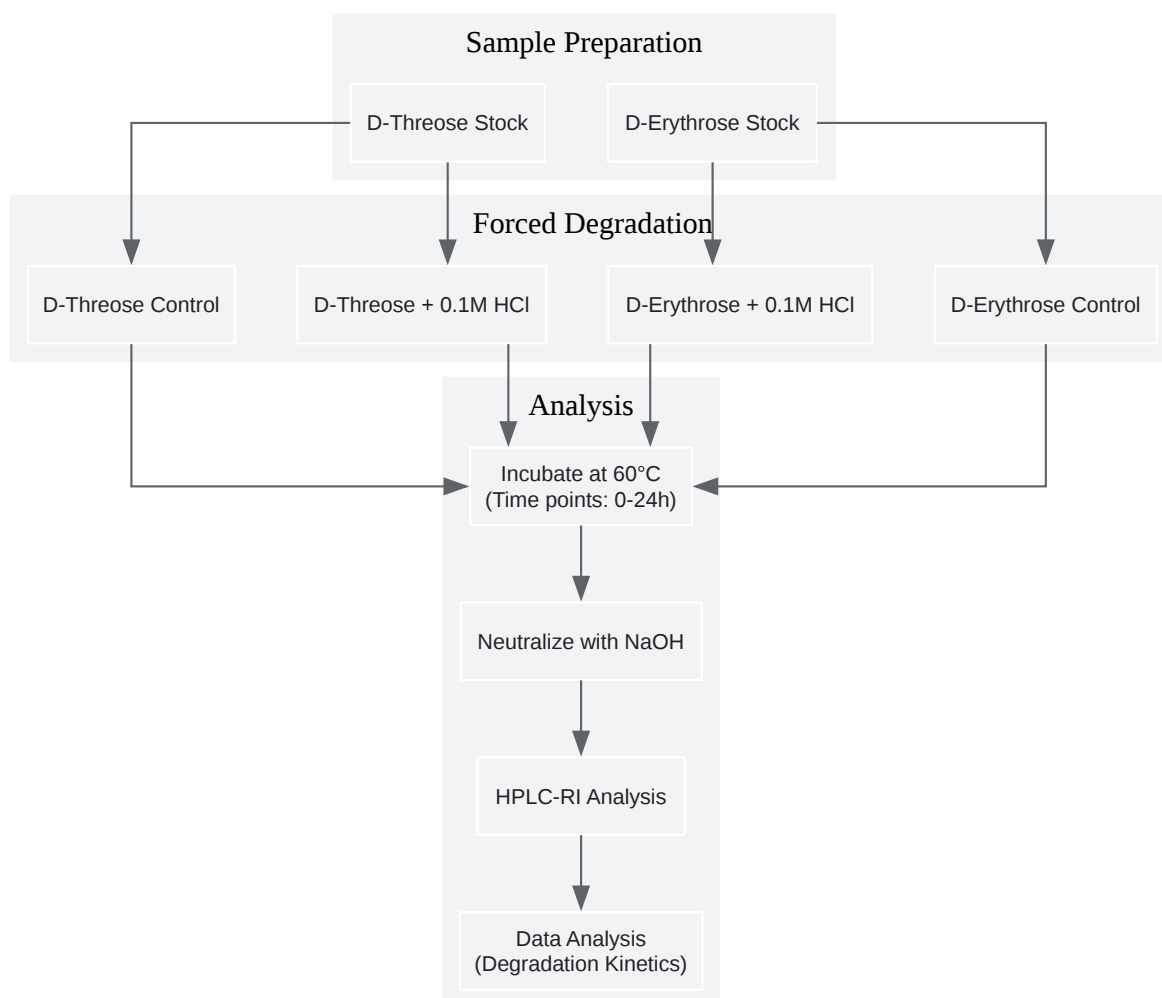 Sample Preparation
D-Threose Stock
D-Erythrose Stock
Forced Degradation
D-Threose Control
D-Threose + 0.1M HCl
D-Erythrose + 0.1M HCl
D-Erythrose Control
Analysis
Incubate at 60°C
(Time points: 0-24h)
Neutralize with NaOH
HPLC-RI Analysis
Data Analysis
(Degradation Kinetics)